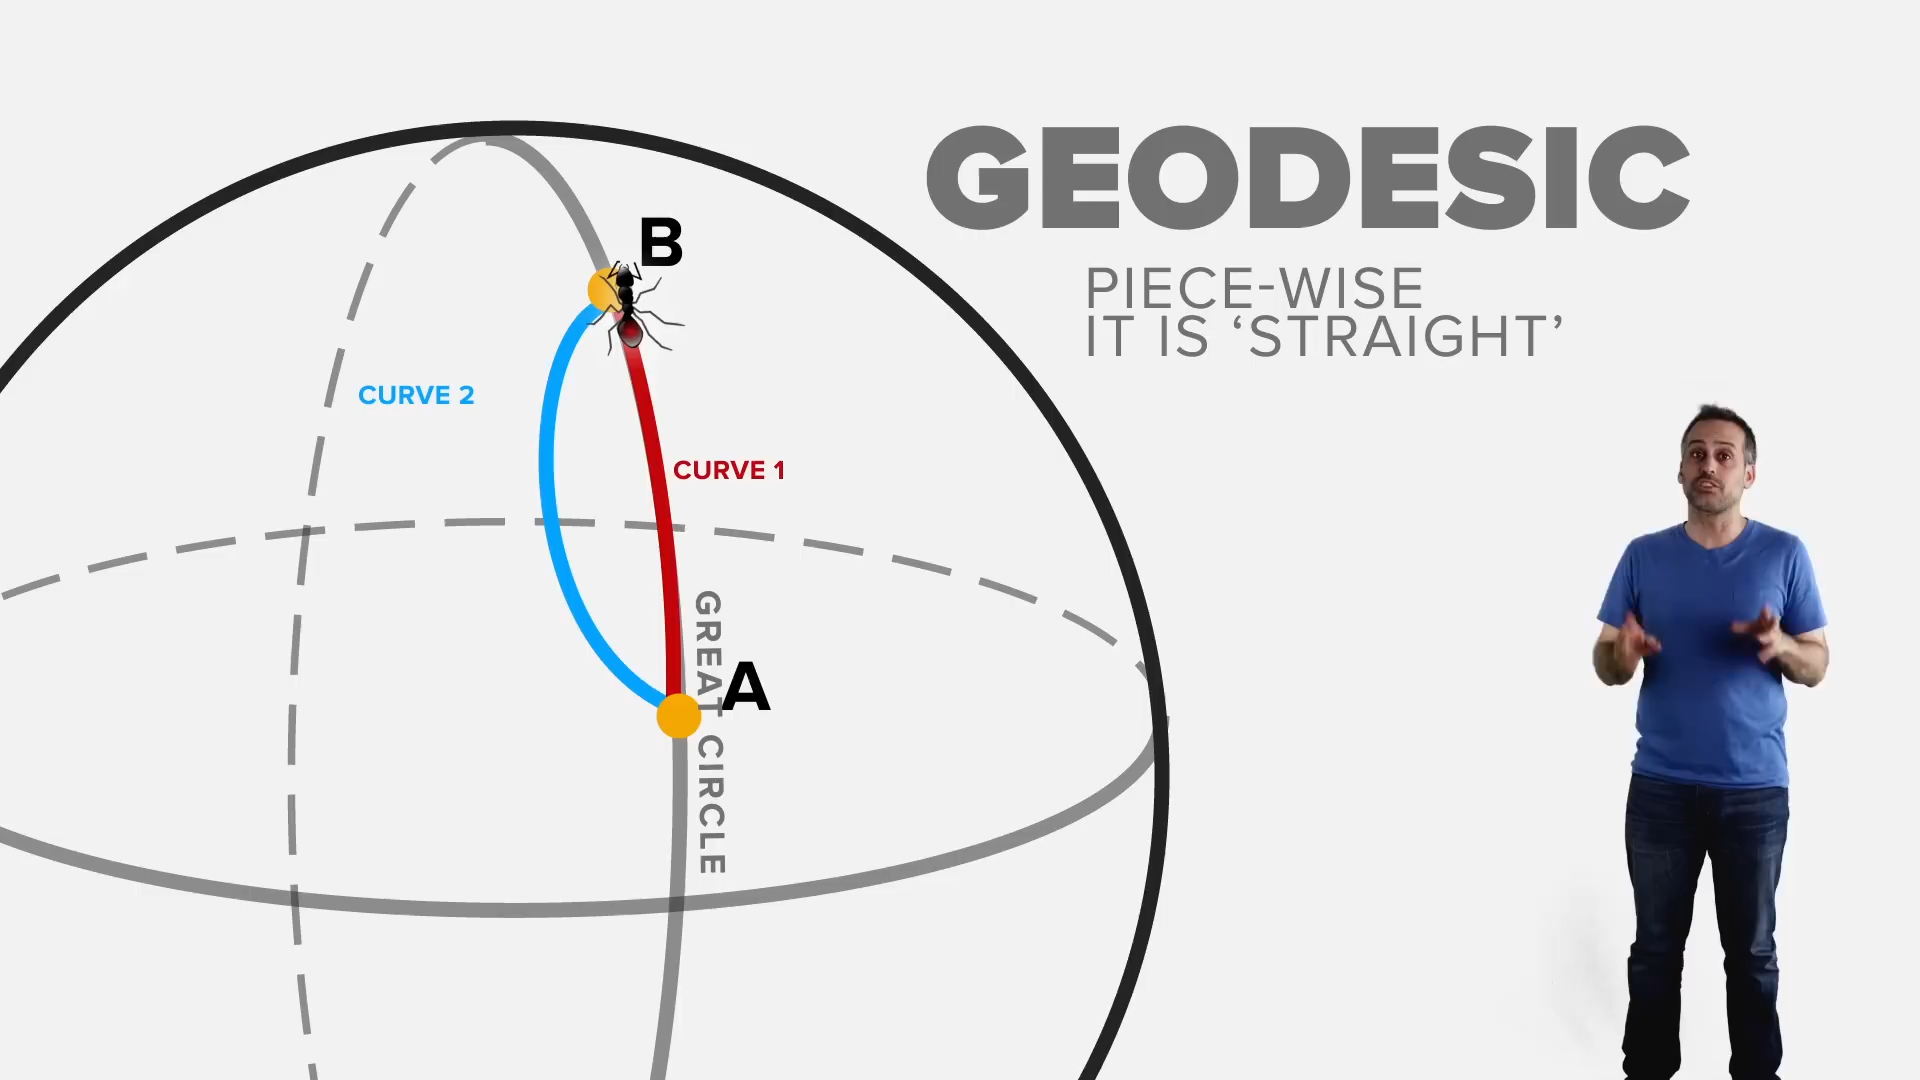 GEODESIC
PIECE-WISE
IT IS ‘STRAIGHT’
B
CURVE 2
CURVE 1
GREAT CIRCLE
A